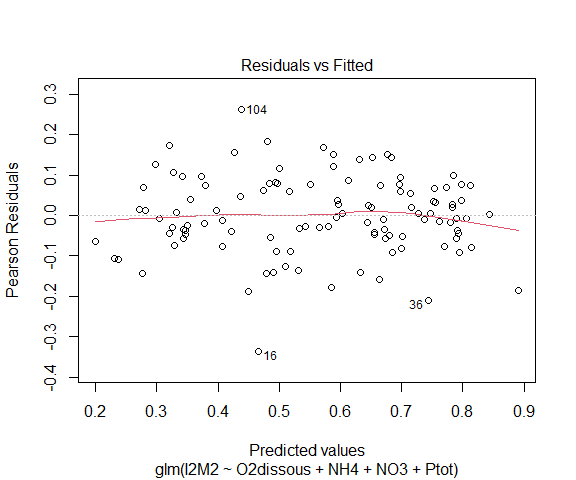 Residuals vs Fitted
Pearson Residuals
0.3
0.2
0.1
0.0
-0.1
-0.2
-0.3
-0.4
104
36
16
0.2 0.3 0.4 0.5 0.6 0.7 0.8 0.9
Predicted values
glm(I2M2 ~ O2dissous + NH4 + NO3 + Ptot)